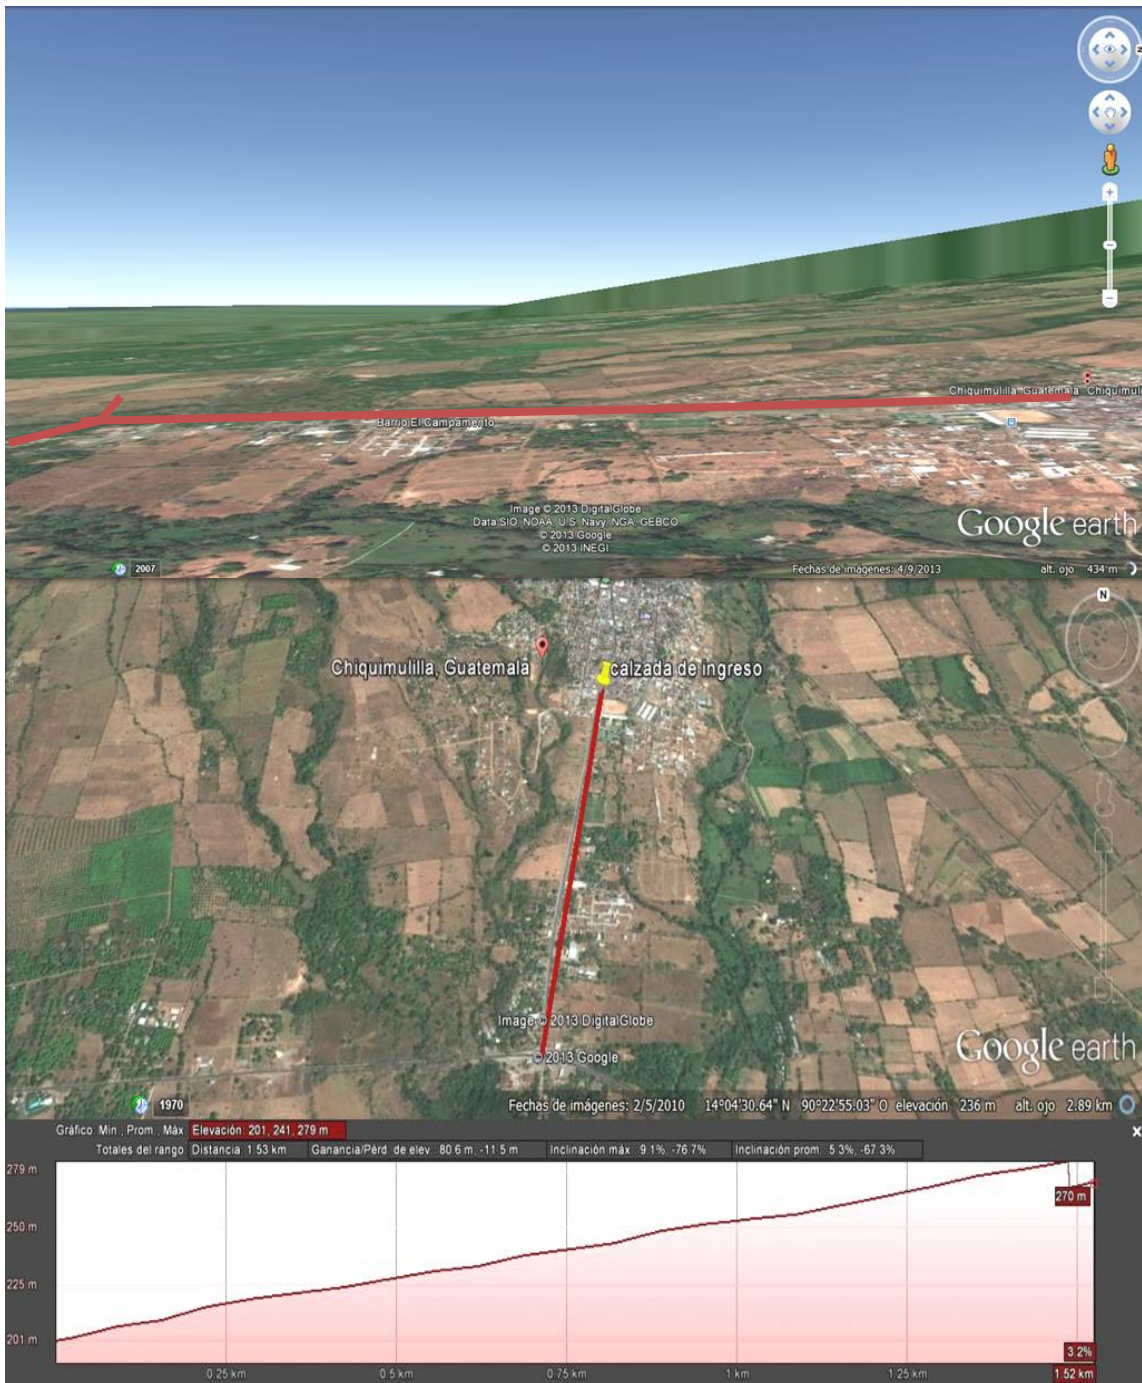 Chiquimulilla, Guatemala Chiquimuli
Barrio El Campamento
Image © 2013 DigitalGlobe
Data SIO, NOAA, U.S. Navy, NGA, GEBCO
© 2013 Google
© 2013 INEGI
Google earth
2007
Fechas de imágenes: 4/9/2013 alt. ojo 434 m
N
Chiquimulilla, Guatemala
calzada de ingreso
Image © 2013 DigitalGlobe
© 2013 Google
Google earth
1970
Fechas de imágenes: 2/5/2010 14°04'30.64" N 90°22'55.03" O elevación 236 m alt. ojo 2.89 km
Gráfico Mín., Prom., Máx. Elevación: 201, 241, 279 m
Totales del rango: Distancia: 1.53 km Ganancia/Pérd. de elev.: 80.6 m, -11.5 m Inclinación máx.: 9.1%, -76.7% Inclinación prom.: 5.3%, -67.3%
279 m
270 m
250 m
225 m
201 m
3.2%
0.25 km 0.5 km 0.75 km 1 km 1.25 km 1.52 km